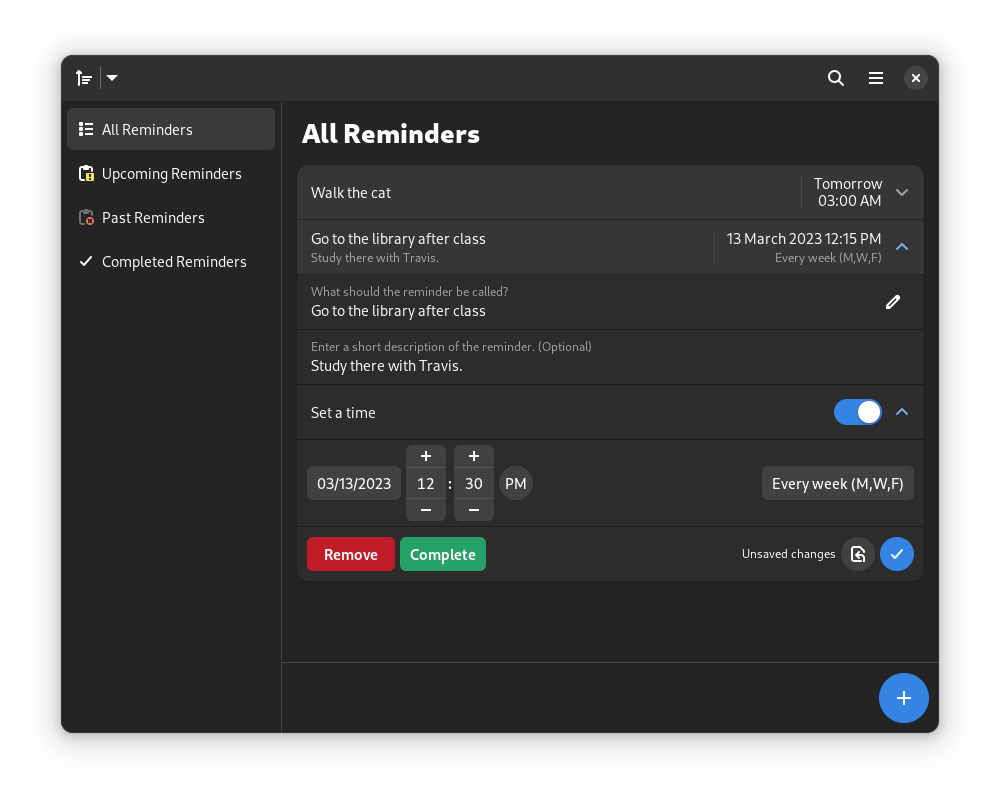 All Reminders
Upcoming Reminders
Past Reminders
Completed Reminders
All Reminders
Walk the cat
Tomorrow
03:00 AM
Go to the library after class
Study there with Travis.
13 March 2023 12:15 PM
Every week (M,W,F)
What should the reminder be called?
Go to the library after class
Enter a short description of the reminder. (Optional)
Study there with Travis.
Set a time
03/13/2023
12 : 30 PM
Every week (M,W,F)
Remove
Complete
Unsaved changes